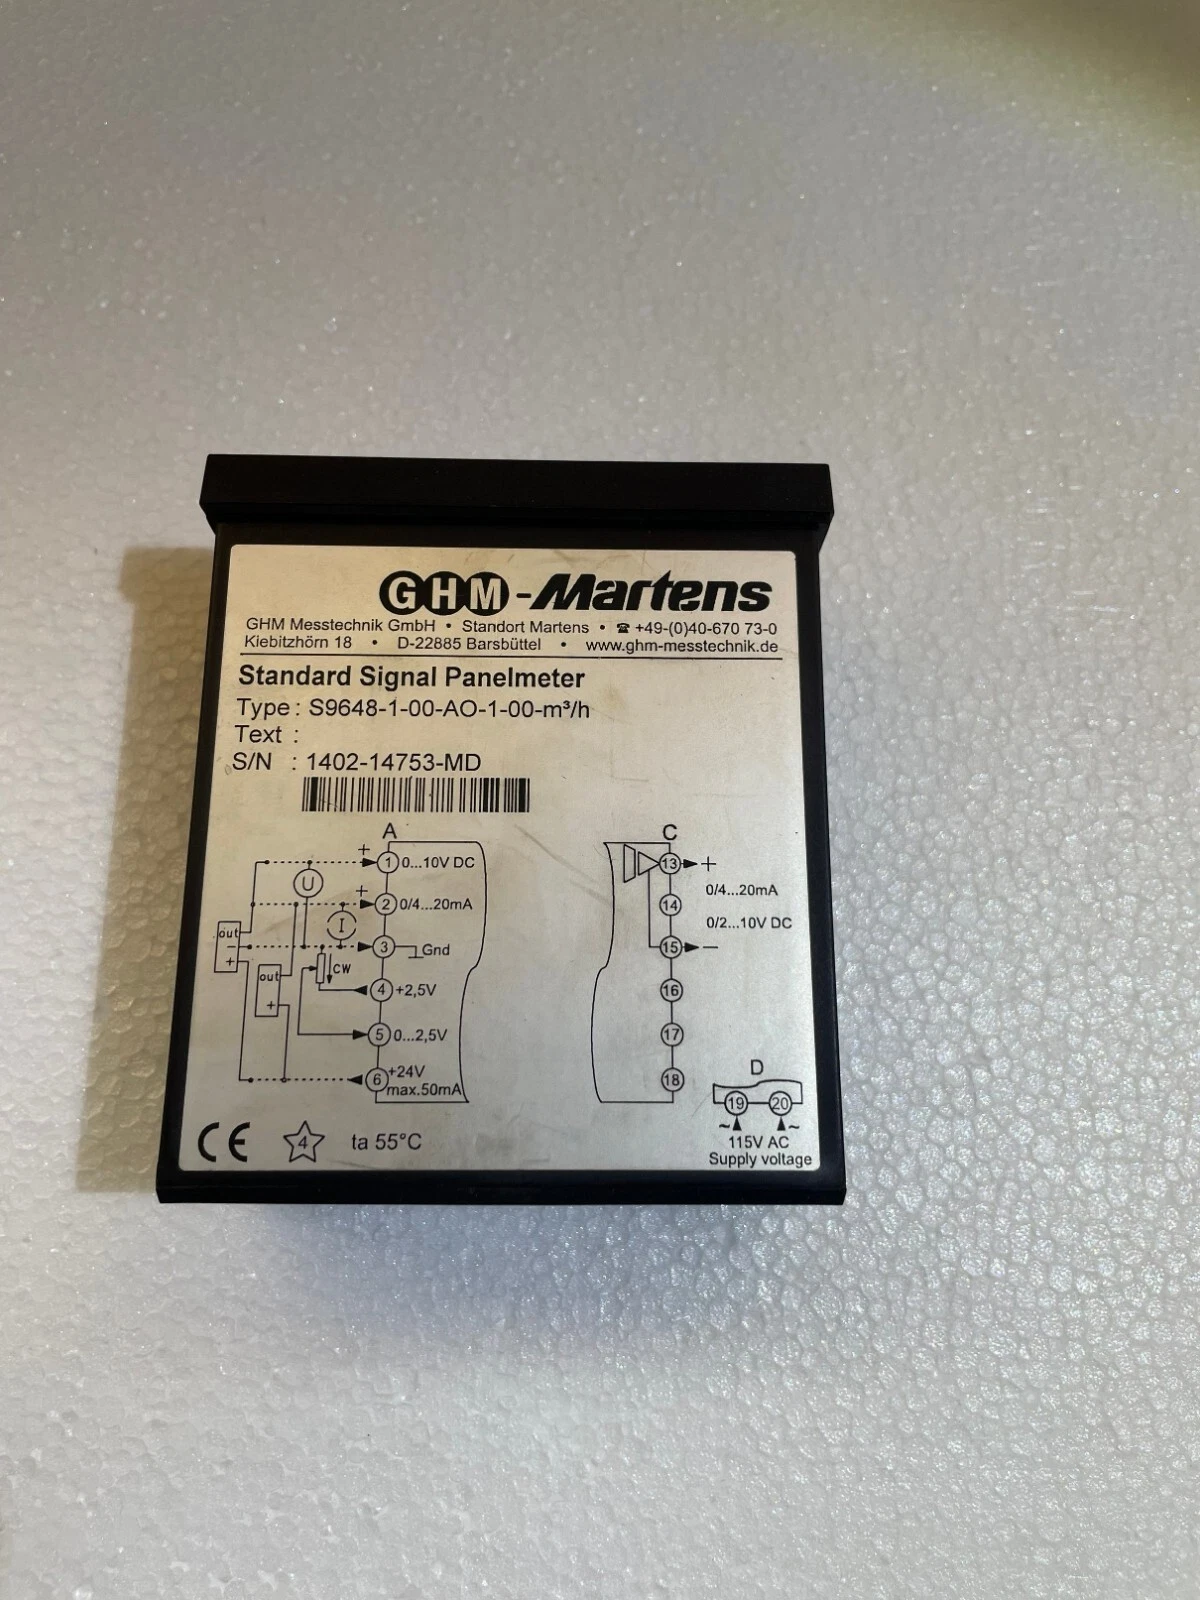 GHM-Martens
GHM Messtechnik GmbH • Standort Martens • ☎ +49-(0)40-670 73-0
Kiebitzhörn 18 • D-22885 Barsbüttel • www.ghm-messtechnik.de
Standard Signal Panelmeter
Type : S9648-1-00-AO-1-00-m³/h
Text :
S/N : 1402-14753-MD
A
+ 1 0...10V DC
U
+ 2 0/4...20mA
I
out
−
+
3 Gnd
out
+
CW
4 +2,5V
5 0...2,5V
6 +24V
max.50mA
C
13 +
0/4...20mA
14
0/2...10V DC
15 −
16
17
18
D
19 20
~ ~
115V AC
Supply voltage
CE 4 ta 55°C